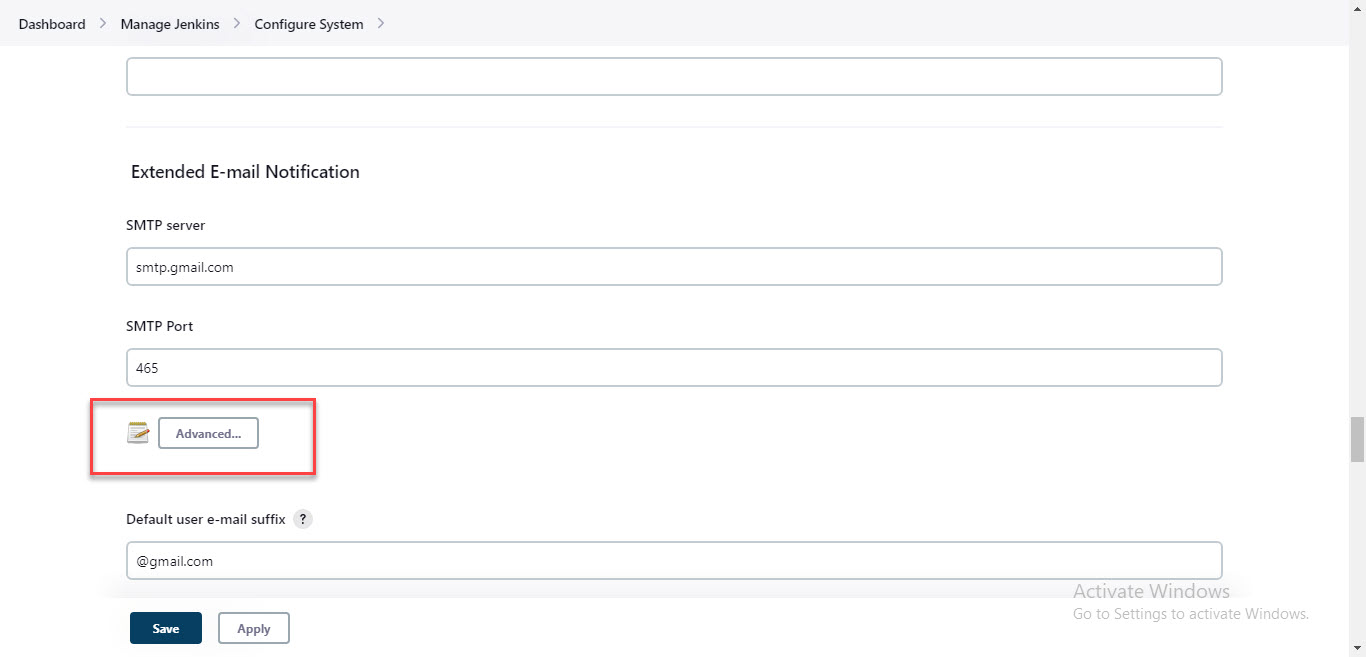 Dashboard > Manage Jenkins > Configure System >
Extended E-mail Notification
SMTP server
smtp.gmail.com
SMTP Port
465
Advanced...
Default user e-mail suffix ?
@gmail.com
Activate Windows
Go to Settings to activate Windows.
Save Apply